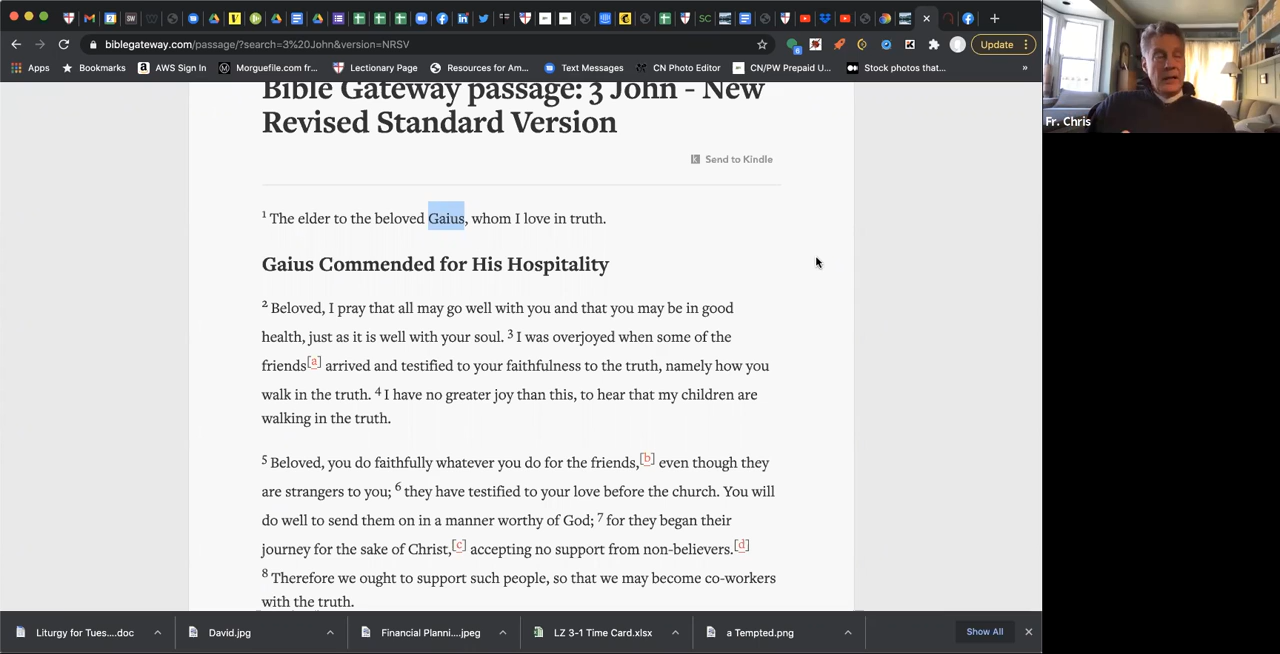 biblegateway.com/passage/?search=3%20John&version=NRSV
Update
Apps
Bookmarks
AWS Sign In
Morguefile.com fr...
Lectionary Page
Resources for Am...
Text Messages
CN Photo Editor
CN/PW Prepaid U...
Stock photos that...
»
Fr. Chris
Bible Gateway passage: 3 John - New
Revised Standard Version
Send to Kindle
1 The elder to the beloved Gaius, whom I love in truth.
Gaius Commended for His Hospitality
2 Beloved, I pray that all may go well with you and that you may be in good
health, just as it is well with your soul. 3 I was overjoyed when some of the
friends[a] arrived and testified to your faithfulness to the truth, namely how you
walk in the truth. 4 I have no greater joy than this, to hear that my children are
walking in the truth.
5 Beloved, you do faithfully whatever you do for the friends,[b] even though they
are strangers to you; 6 they have testified to your love before the church. You will
do well to send them on in a manner worthy of God; 7 for they began their
journey for the sake of Christ,[c] accepting no support from non-believers.[d]
8 Therefore we ought to support such people, so that we may become co-workers
with the truth.
Liturgy for Tues....doc
David.jpg
Financial Planni....jpeg
LZ 3-1 Time Card.xlsx
a Tempted.png
Show All